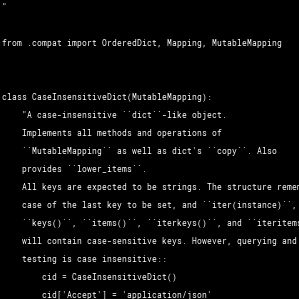 "
from .compat import OrderedDict, Mapping, MutableMapping
class CaseInsensitiveDict(MutableMapping):
"A case-insensitive ``dict``-like object.
Implements all methods and operations of
``MutableMapping`` as well as dict's ``copy``. Also
provides ``lower_items``.
All keys are expected to be strings. The structure remem
case of the last key to be set, and ``iter(instance)``,
``keys()``, ``items()``, ``iterkeys()``, and ``iteritems
will contain case-sensitive keys. However, querying and
testing is case insensitive::
cid = CaseInsensitiveDict()
cid['Accept'] = 'application/json'